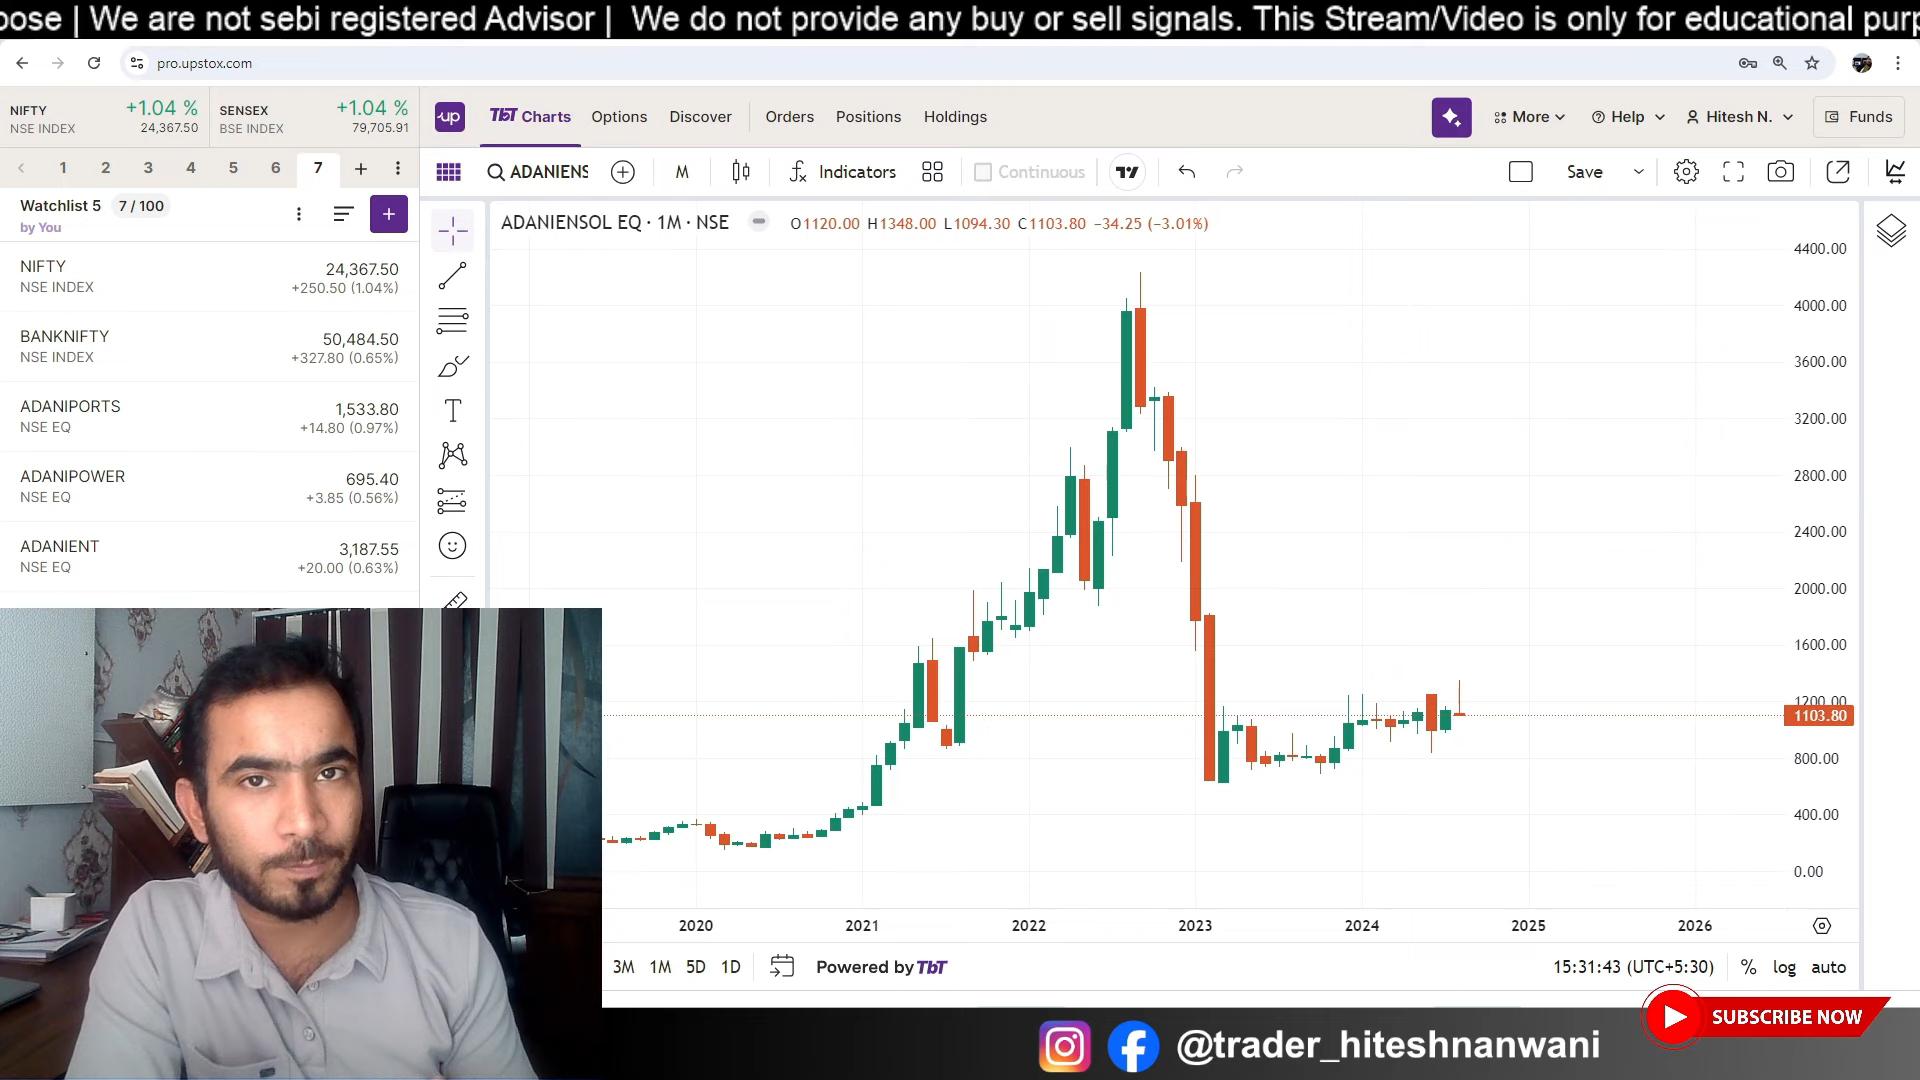 pose | We are not sebi registered Advisor | We do not provide any buy or sell signals. This Stream/Video is only for educational purp
pro.upstox.com
NIFTY +1.04 %
NSE INDEX 24,367.50
SENSEX +1.04 %
BSE INDEX 79,705.91
up TBT Charts Options Discover Orders Positions Holdings More Help Hitesh N. Funds
1 2 3 4 5 6 7
ADANIENS M Indicators Continuous Save
Watchlist 5 7 / 100
by You
ADANIENSOL EQ · 1M · NSE O1120.00 H1348.00 L1094.30 C1103.80 −34.25 (−3.01%)
NIFTY 24,367.50
NSE INDEX +250.50 (1.04%)
BANKNIFTY 50,484.50
NSE INDEX +327.80 (0.65%)
ADANIPORTS 1,533.80
NSE EQ +14.80 (0.97%)
ADANIPOWER 695.40
NSE EQ +3.85 (0.56%)
ADANIENT 3,187.55
NSE EQ +20.00 (0.63%)
4400.00
4000.00
3600.00
3200.00
2800.00
2400.00
2000.00
1600.00
1200.00
1103.80
800.00
400.00
0.00
2020 2021 2022 2023 2024 2025 2026
3M 1M 5D 1D Powered by TBT 15:31:43 (UTC+5:30) % log auto
SUBSCRIBE NOW
@trader_hiteshnanwani